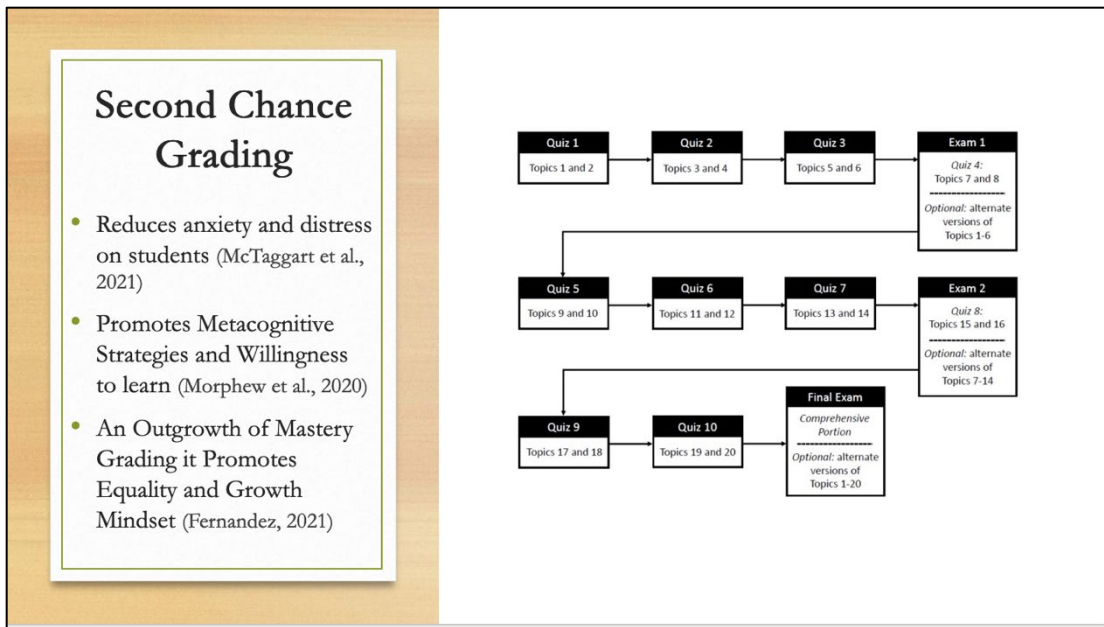 Second Chance
Grading
• Reduces anxiety and distress
on students (McTaggart et al.,
2021)
• Promotes Metacognitive
Strategies and Willingness
to learn (Morphew et al., 2020)
• An Outgrowth of Mastery
Grading it Promotes
Equality and Growth
Mindset (Fernandez, 2021)
Quiz 1
Topics 1 and 2
Quiz 2
Topics 3 and 4
Quiz 3
Topics 5 and 6
Exam 1
Quiz 4:
Topics 7 and 8
Optional: alternate
versions of
Topics 1-6
Quiz 5
Topics 9 and 10
Quiz 6
Topics 11 and 12
Quiz 7
Topics 13 and 14
Exam 2
Quiz 8:
Topics 15 and 16
Optional: alternate
versions of
Topics 7-14
Quiz 9
Topics 17 and 18
Quiz 10
Topics 19 and 20
Final Exam
Comprehensive
Portion
Optional: alternate
versions of
Topics 1-20